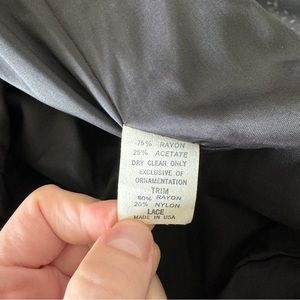 75% RAYON
25% ACETATE
DRY CLEAN ONLY
EXCLUSIVE OF
ORNAMENTATION
TRIM
80% RAYON
20% NYLON
LACE
MADE IN USA